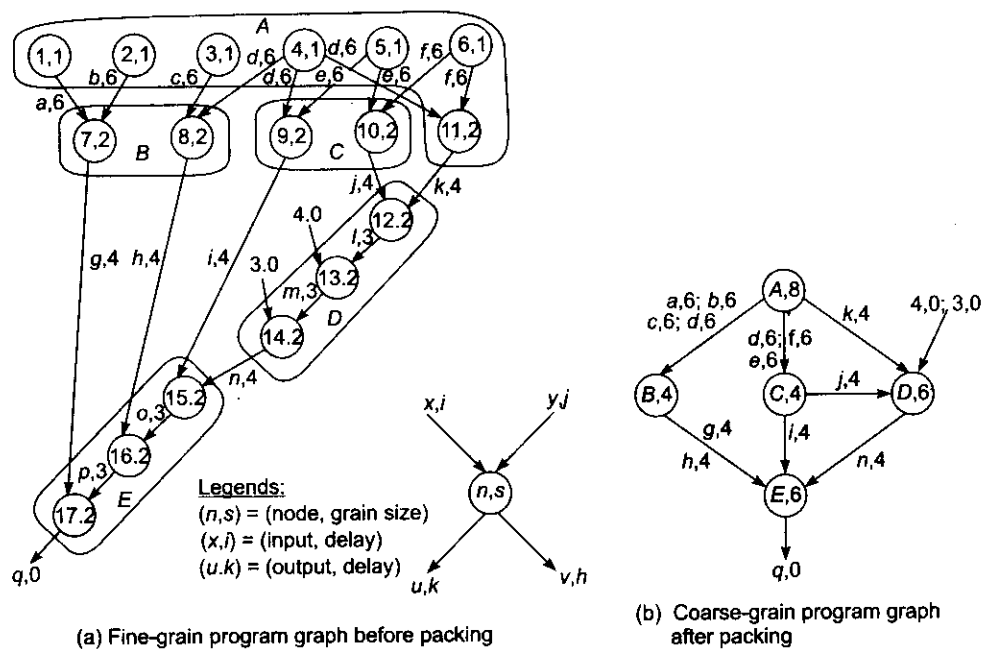 A
1,1
2,1
3,1
4,1
5,1
6,1
d,6
d,6
f,6
a,6
b,6
c,6
d,6
e,6
e,6
f,6
7,2
8,2
9,2
10,2
11,2
B
C
j,4
k,4
12.2
g,4
h,4
i,4
4.0
l,3
13.2
3.0
m,3
D
14.2
n,4
15.2
o,3
16.2
p,3
E
17.2
q,0
Legends:
(n,s) = (node, grain size)
(x,i) = (input, delay)
(u.k) = (output, delay)
x,i
y,j
n,s
u,k
v,h
(a) Fine-grain program graph before packing
A,8
a,6; b,6
c,6; d,6
k,4
4,0; 3,0
d,6; f,6
e,6
B,4
C,4
j,4
D,6
g,4
h,4
i,4
n,4
E,6
q,0
(b) Coarse-grain program graph
after packing